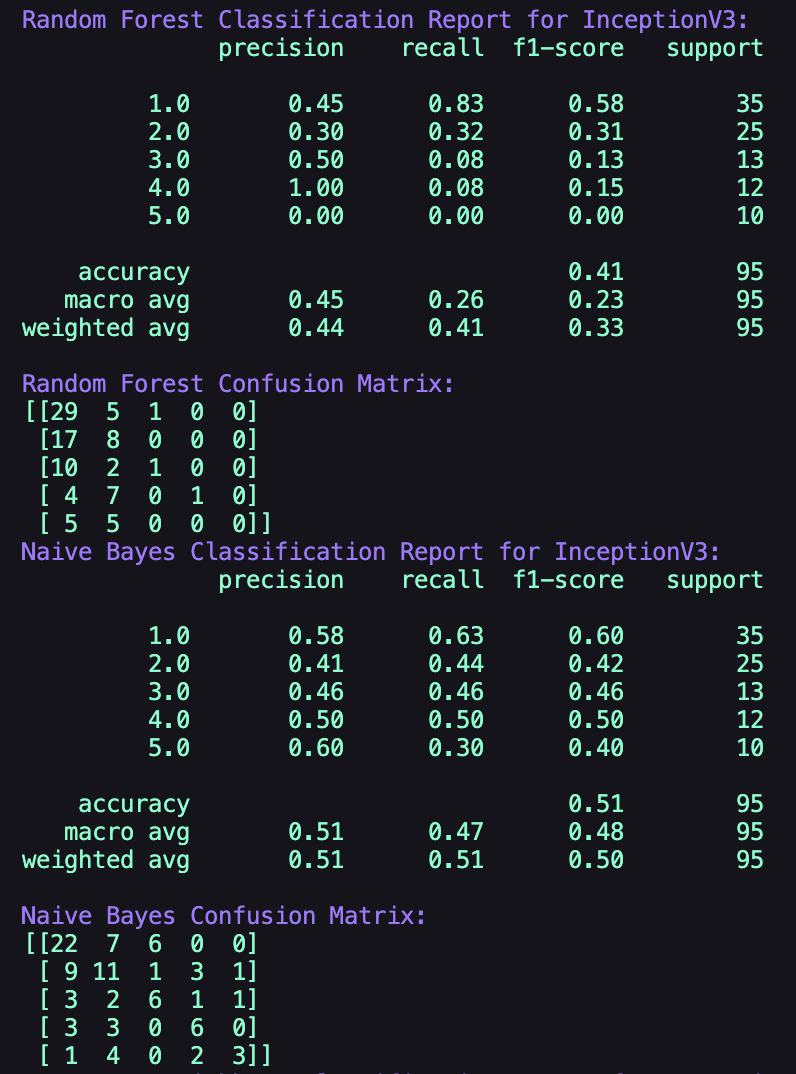 Random Forest Classification Report for InceptionV3:
              precision    recall  f1-score   support

         1.0       0.45      0.83      0.58        35
         2.0       0.30      0.32      0.31        25
         3.0       0.50      0.08      0.13        13
         4.0       1.00      0.08      0.15        12
         5.0       0.00      0.00      0.00        10

    accuracy                           0.41        95
   macro avg       0.45      0.26      0.23        95
weighted avg       0.44      0.41      0.33        95

Random Forest Confusion Matrix:
[[29  5  1  0  0]
 [17  8  0  0  0]
 [10  2  1  0  0]
 [ 4  7  0  1  0]
 [ 5  5  0  0  0]]
Naive Bayes Classification Report for InceptionV3:
              precision    recall  f1-score   support

         1.0       0.58      0.63      0.60        35
         2.0       0.41      0.44      0.42        25
         3.0       0.46      0.46      0.46        13
         4.0       0.50      0.50      0.50        12
         5.0       0.60      0.30      0.40        10

    accuracy                           0.51        95
   macro avg       0.51      0.47      0.48        95
weighted avg       0.51      0.51      0.50        95

Naive Bayes Confusion Matrix:
[[22  7  6  0  0]
 [ 9 11  1  3  1]
 [ 3  2  6  1  1]
 [ 3  3  0  6  0]
 [ 1  4  0  2  3]]